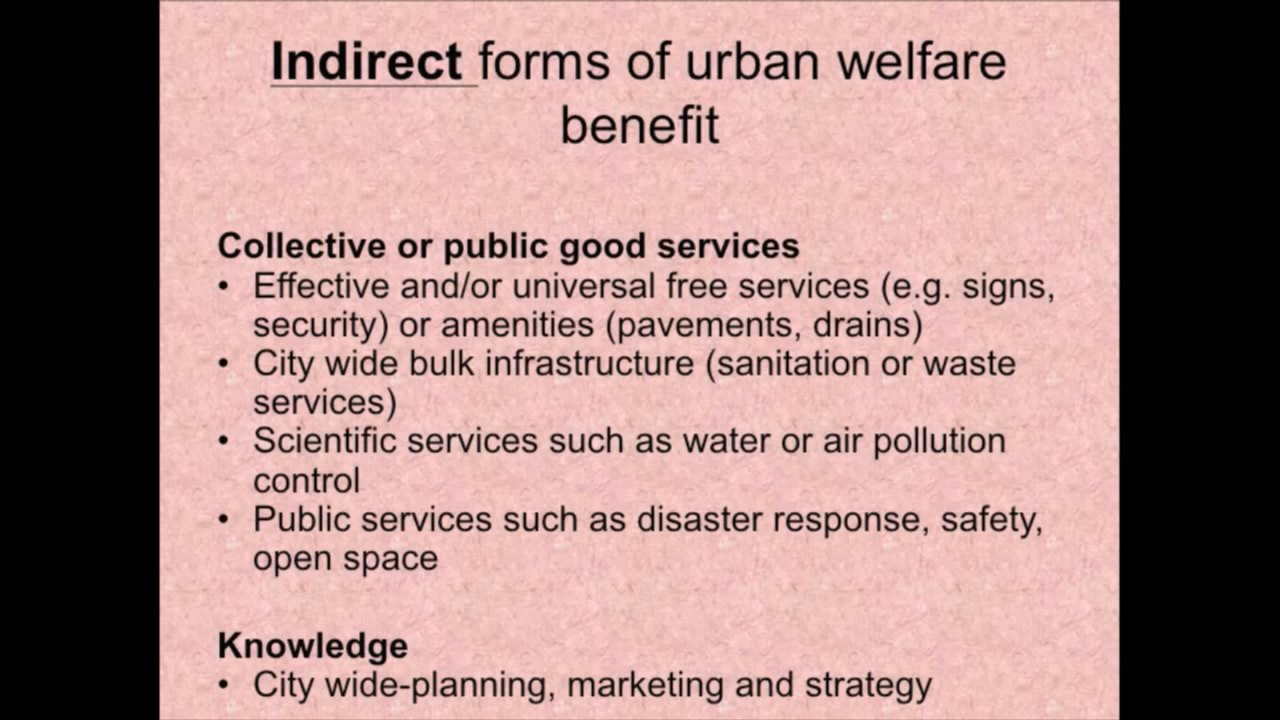 Indirect forms of urban welfare
benefit
Collective or public good services
• Effective and/or universal free services (e.g. signs,
security) or amenities (pavements, drains)
• City wide bulk infrastructure (sanitation or waste
services)
• Scientific services such as water or air pollution
control
• Public services such as disaster response, safety,
open space
Knowledge
• City wide-planning, marketing and strategy